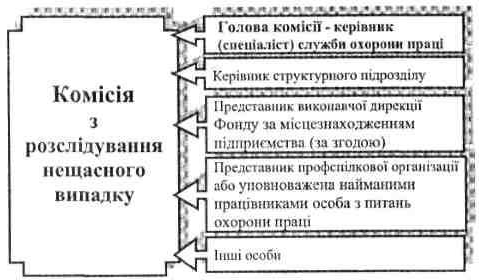 Комісія
з
розслідування
нещасного
випадку
Голова комісії - керівник
(спеціаліст) служби охорони праці
Керівник структурного підрозділу
Представник виконавчої дирекції
Фонду за місцезнаходженням
підприємства (за згодою)
Представник профспілкової організації
або уповноважена найманими
працівниками особа з питань
охорони праці
Інші особи